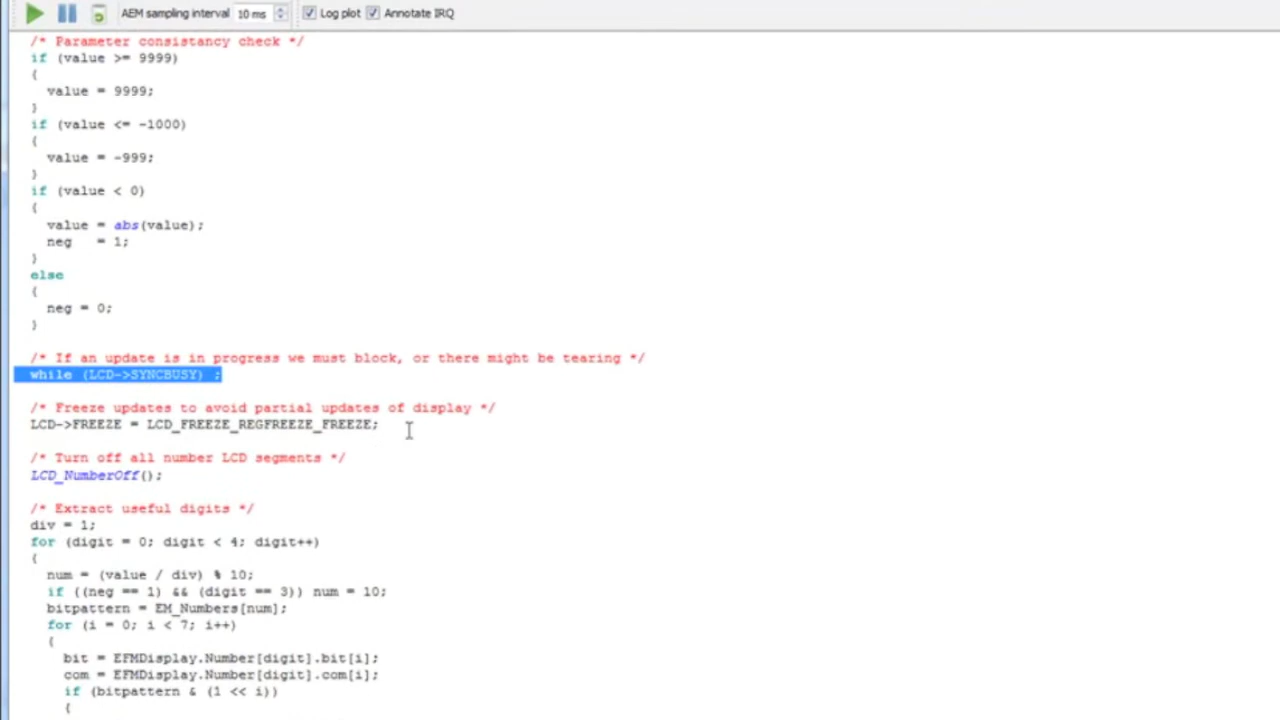 AEM sampling interval 10 ms Log plot Annotate IRQ
/* Parameter consistancy check */
if (value >= 9999)
{
value = 9999;
}
if (value <= -1000)
{
value = -999;
}
if (value < 0)
{
value = abs(value);
neg   = 1;
}
else
{
neg = 0;
}
/* If an update is in progress we must block, or there might be tearing */
while (LCD->SYNCBUSY) ;
/* Freeze updates to avoid partial updates of display */
LCD->FREEZE = LCD_FREEZE_REGFREEZE_FREEZE;
/* Turn off all number LCD segments */
LCD_NumberOff();
/* Extract useful digits */
div = 1;
for (digit = 0; digit < 4; digit++)
{
num = (value / div) % 10;
if ((neg == 1) && (digit == 3)) num = 10;
bitpattern = EM_Numbers[num];
for (i = 0; i < 7; i++)
{
bit = EFMDisplay.Number[digit].bit[i];
com = EFMDisplay.Number[digit].com[i];
if (bitpattern & (1 << i))
{